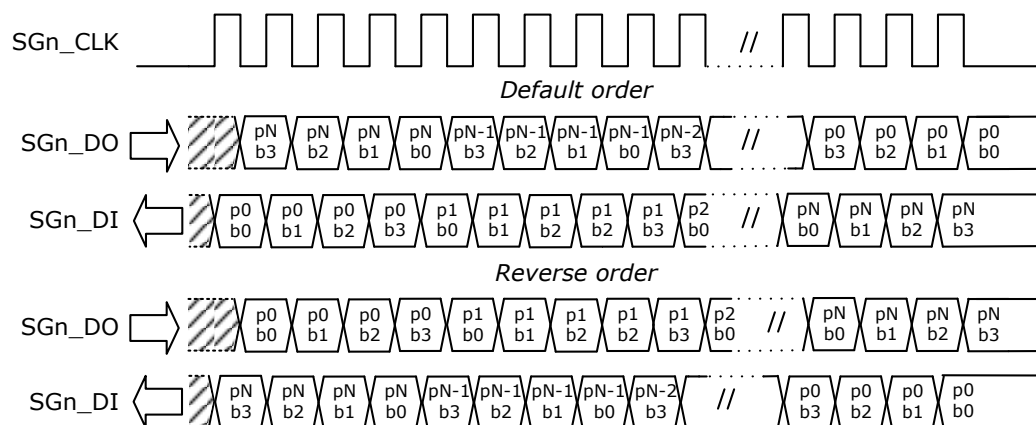 SGn_CLK //
Default order
SGn_DO pN pN pN pN pN-1 pN-1 pN-1 pN-1 pN-2 // p0 p0 p0 p0
b3 b2 b1 b0 b3 b2 b1 b0 b3 b3 b2 b1 b0
SGn_DI p0 p0 p0 p0 p1 p1 p1 p1 p2 // pN pN pN pN
b0 b1 b2 b3 b0 b1 b2 b3 b0 b0 b1 b2 b3
Reverse order
SGn_DO p0 p0 p0 p0 p1 p1 p1 p1 p2 // pN pN pN pN
b0 b1 b2 b3 b0 b1 b2 b3 b0 b0 b1 b2 b3
SGn_DI pN pN pN pN pN-1 pN-1 pN-1 pN-1 pN-2 // p0 p0 p0 p0
b3 b2 b1 b0 b3 b2 b1 b0 b3 b3 b2 b1 b0